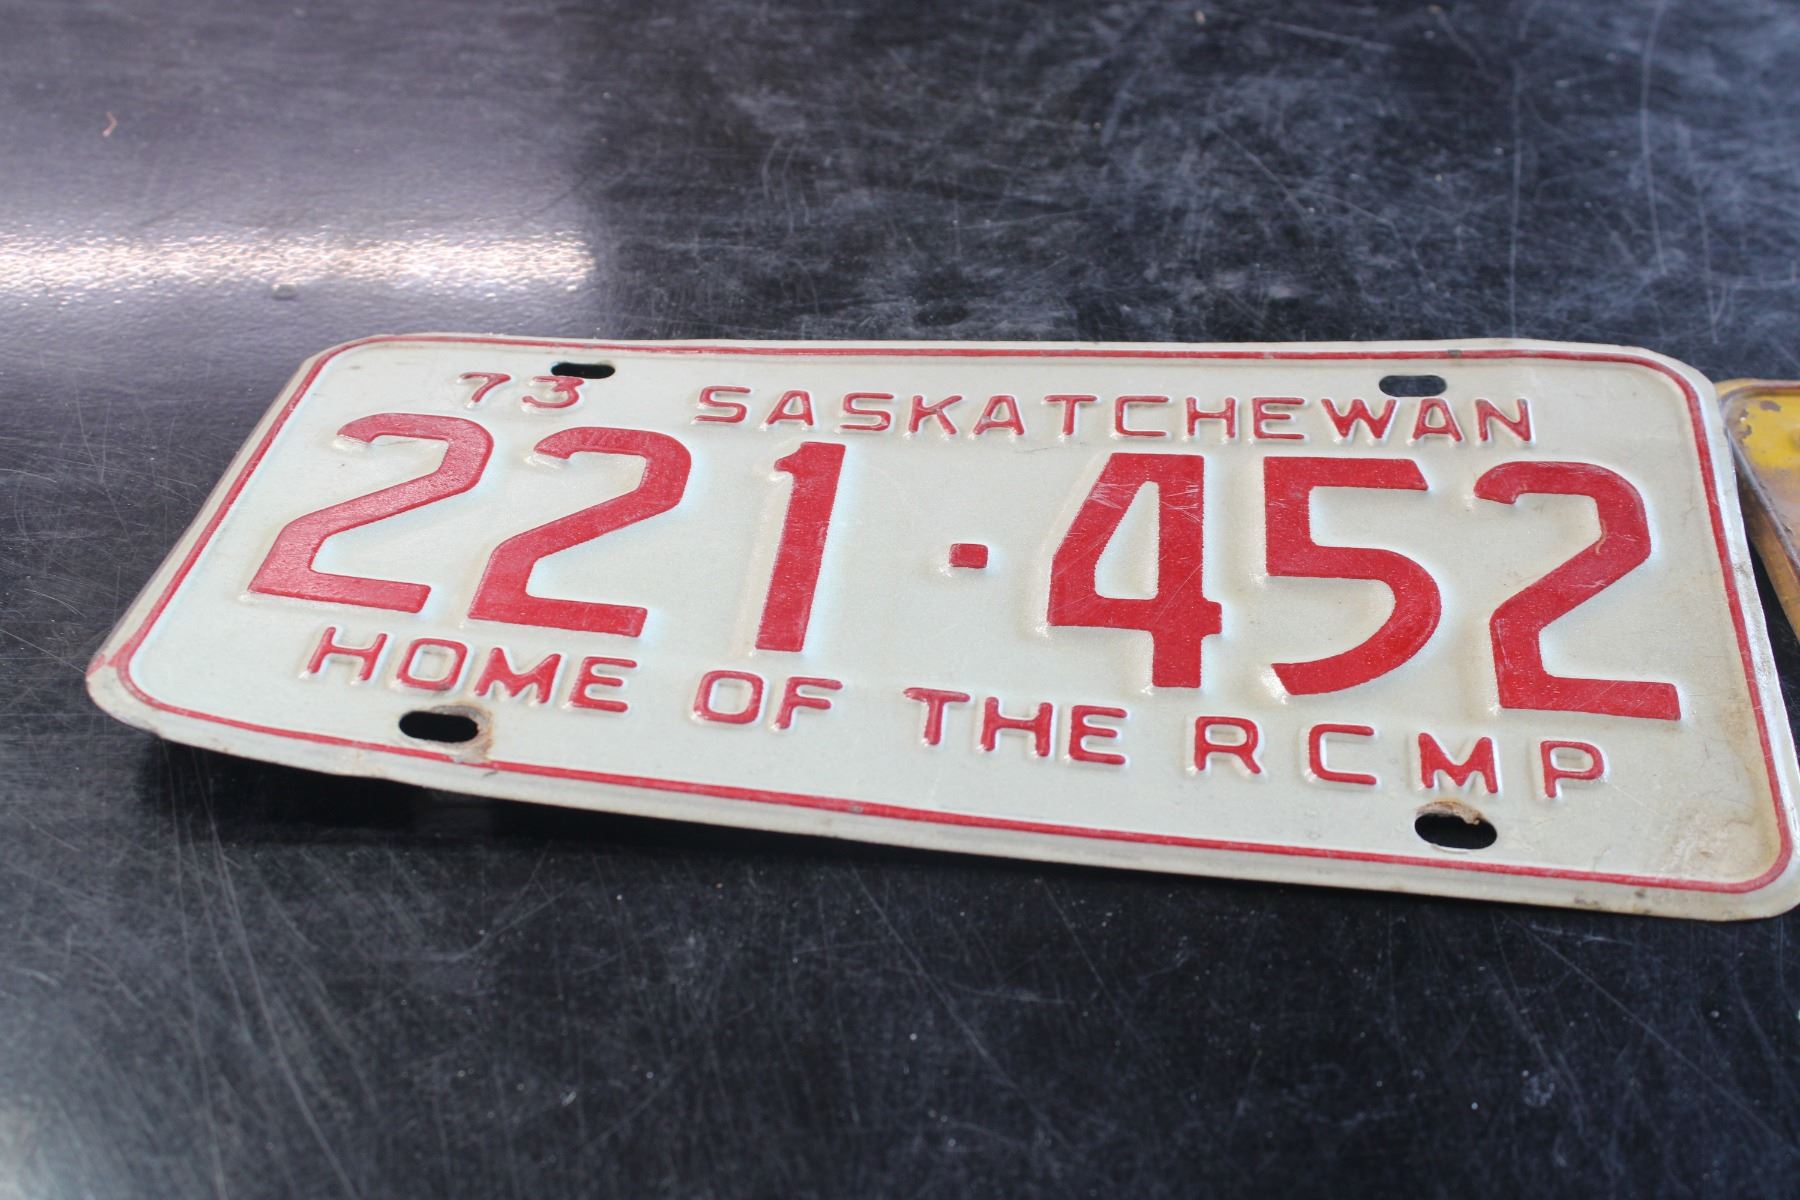 73 SASKATCHEWAN
221·452
HOME OF THE RCMP